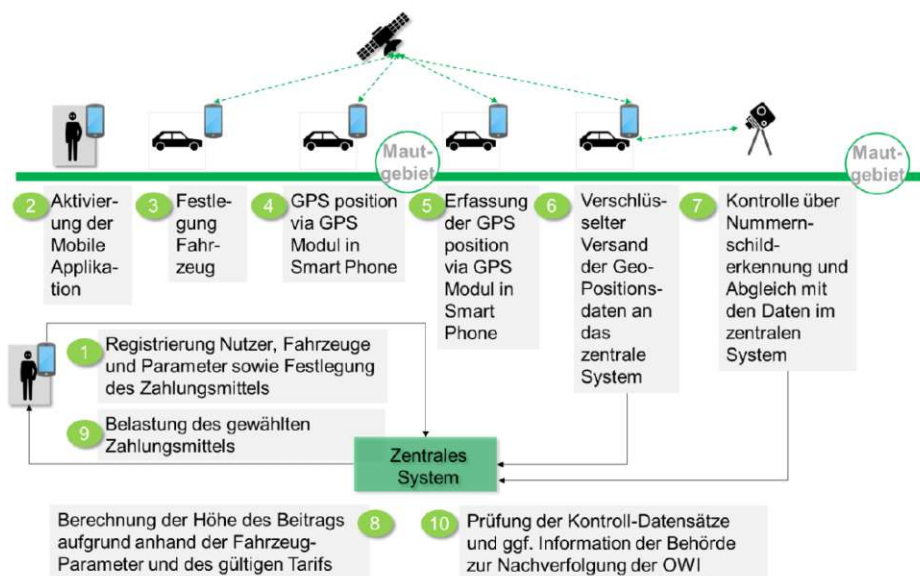 Maut-
gebiet
Maut-
gebiet
2
Aktivier-
ung der
Mobile
Applika-
tion
3
Festle-
gung
Fahr-
zeug
4
GPS position
via GPS
Modul in
Smart Phone
5
Erfassung
der GPS
position
via GPS
Modul in
Smart
Phone
6
Verschlüs-
selter
Versand
der Geo-
Positions-
daten an
das
zentrale
System
7
Kontrolle über
Nummern-
schild-
erkennung und
Abgleich mit
den Daten im
zentralen
System
1
Registrierung Nutzer, Fahrzeuge
und Parameter sowie Festlegung
des Zahlungsmittels
9
Belastung des gewählten
Zahlungsmittels
Zentrales
System
Berechnung der Höhe des Beitrags
aufgrund anhand der Fahrzeug-
Parameter und des gültigen Tarifs
8
10
Prüfung der Kontroll-Datensätze
und ggf. Information der Behörde
zur Nachverfolgung der OWI